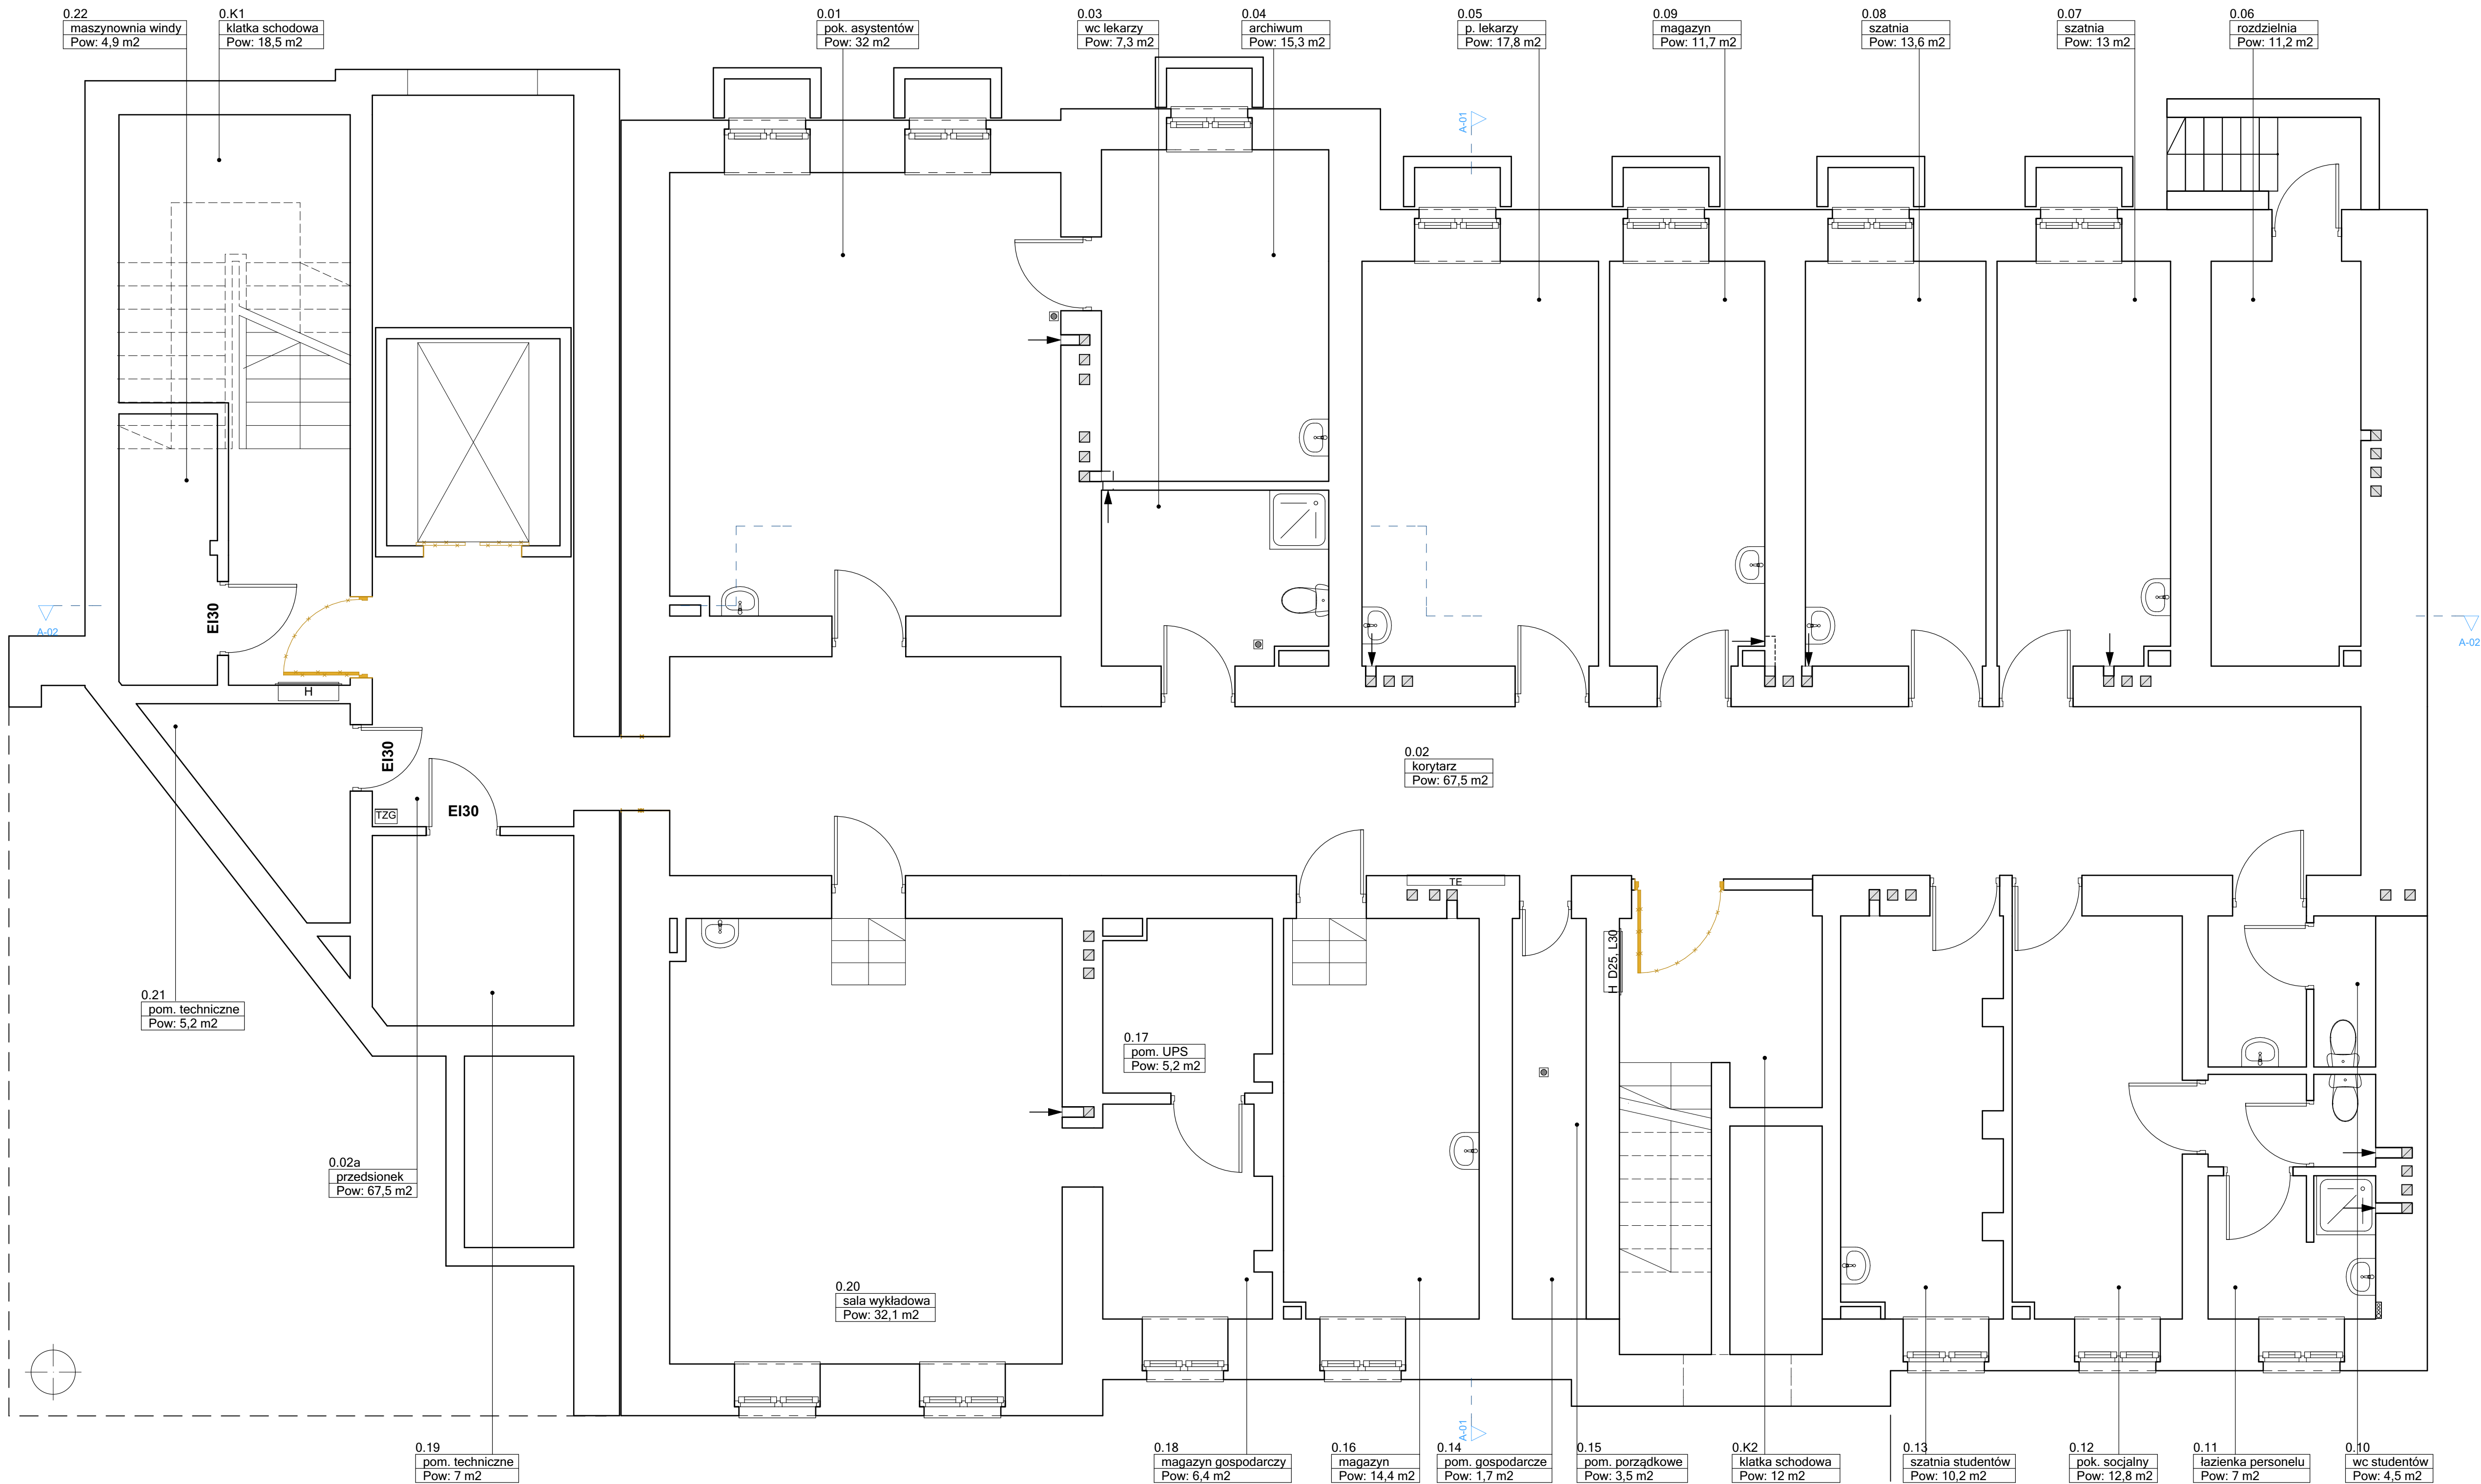 0.22
maszynownia windy
Pow: 4,9 m2
0.K1
klatka schodowa
Pow: 18,5 m2
0.01
pok. asystentów
Pow: 32 m2
0.03
wc lekarzy
Pow: 7,3 m2
0.04
archiwum
Pow: 15,3 m2
0.05
p. lekarzy
Pow: 17,8 m2
0.09
magazyn
Pow: 11,7 m2
0.08
szatnia
Pow: 13,6 m2
0.07
szatnia
Pow: 13 m2
0.06
rozdzielnia
Pow: 11,2 m2
A-01
A-02
EI30
A-02
H
EI30
TZG
EI30
0.02
korytarz
Pow: 67,5 m2
TE
H D25, L30
0.21
pom. techniczne
Pow: 5,2 m2
0.17
pom. UPS
Pow: 5,2 m2
0.02a
przedsionek
Pow: 67,5 m2
0.20
sala wykładowa
Pow: 32,1 m2
A-01
0.19
pom. techniczne
Pow: 7 m2
0.18
magazyn gospodarczy
Pow: 6,4 m2
0.16
magazyn
Pow: 14,4 m2
0.14
pom. gospodarcze
Pow: 1,7 m2
0.15
pom. porządkowe
Pow: 3,5 m2
0.K2
klatka schodowa
Pow: 12 m2
0.13
szatnia studentów
Pow: 10,2 m2
0.12
pok. socjalny
Pow: 12,8 m2
0.11
łazienka personelu
Pow: 7 m2
0.10
wc studentów
Pow: 4,5 m2